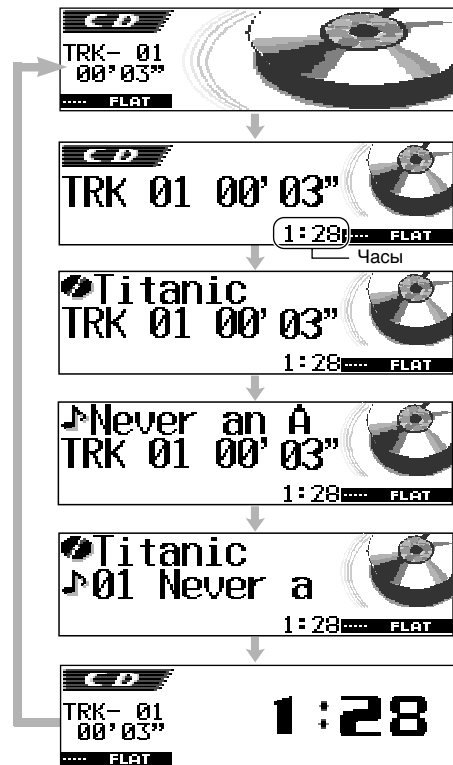 CD
TRK- 01
00'03"
FLAT
CD
TRK 01 00'03"
1:28 FLAT
Часы
Titanic
TRK 01 00'03"
1:28 FLAT
Never an A
TRK 01 00'03"
1:28 FLAT
Titanic
01 Never a
1:28 FLAT
CD
TRK- 01
00'03"
1:28
FLAT